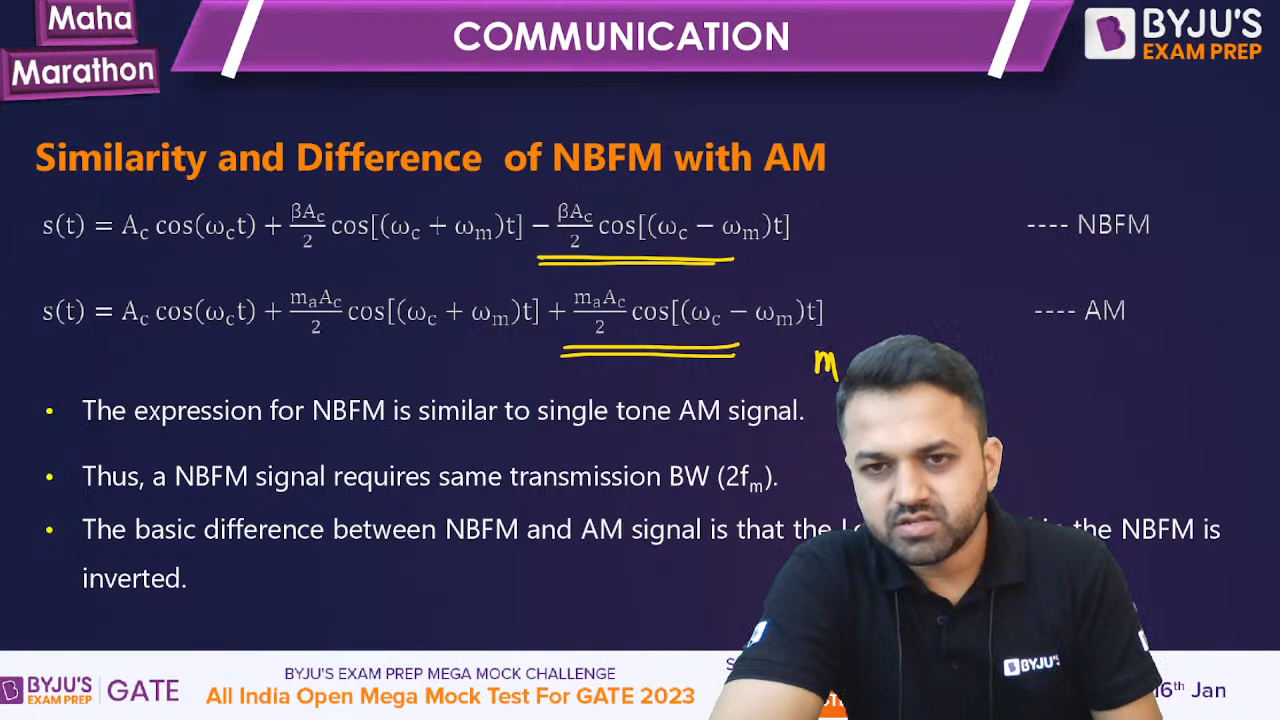 Maha
Marathon
COMMUNICATION
BYJU'S
EXAM PREP
Similarity and Difference of NBFM with AM
s(t) = A_c cos(ω_ct) + βA_c/2 cos[(ω_c + ω_m)t] − βA_c/2 cos[(ω_c − ω_m)t] ---- NBFM
s(t) = A_c cos(ω_ct) + m_aA_c/2 cos[(ω_c + ω_m)t] + m_aA_c/2 cos[(ω_c − ω_m)t] ---- AM
m
• The expression for NBFM is similar to single tone AM signal.
• Thus, a NBFM signal requires same transmission BW (2f_m).
• The basic difference between NBFM and AM signal is that the in the NBFM is
inverted.
BYJU'S
BYJU'S
EXAM PREP
GATE
BYJU'S EXAM PREP MEGA MOCK CHALLENGE
All India Open Mega Mock Test For GATE 2023
16th Jan